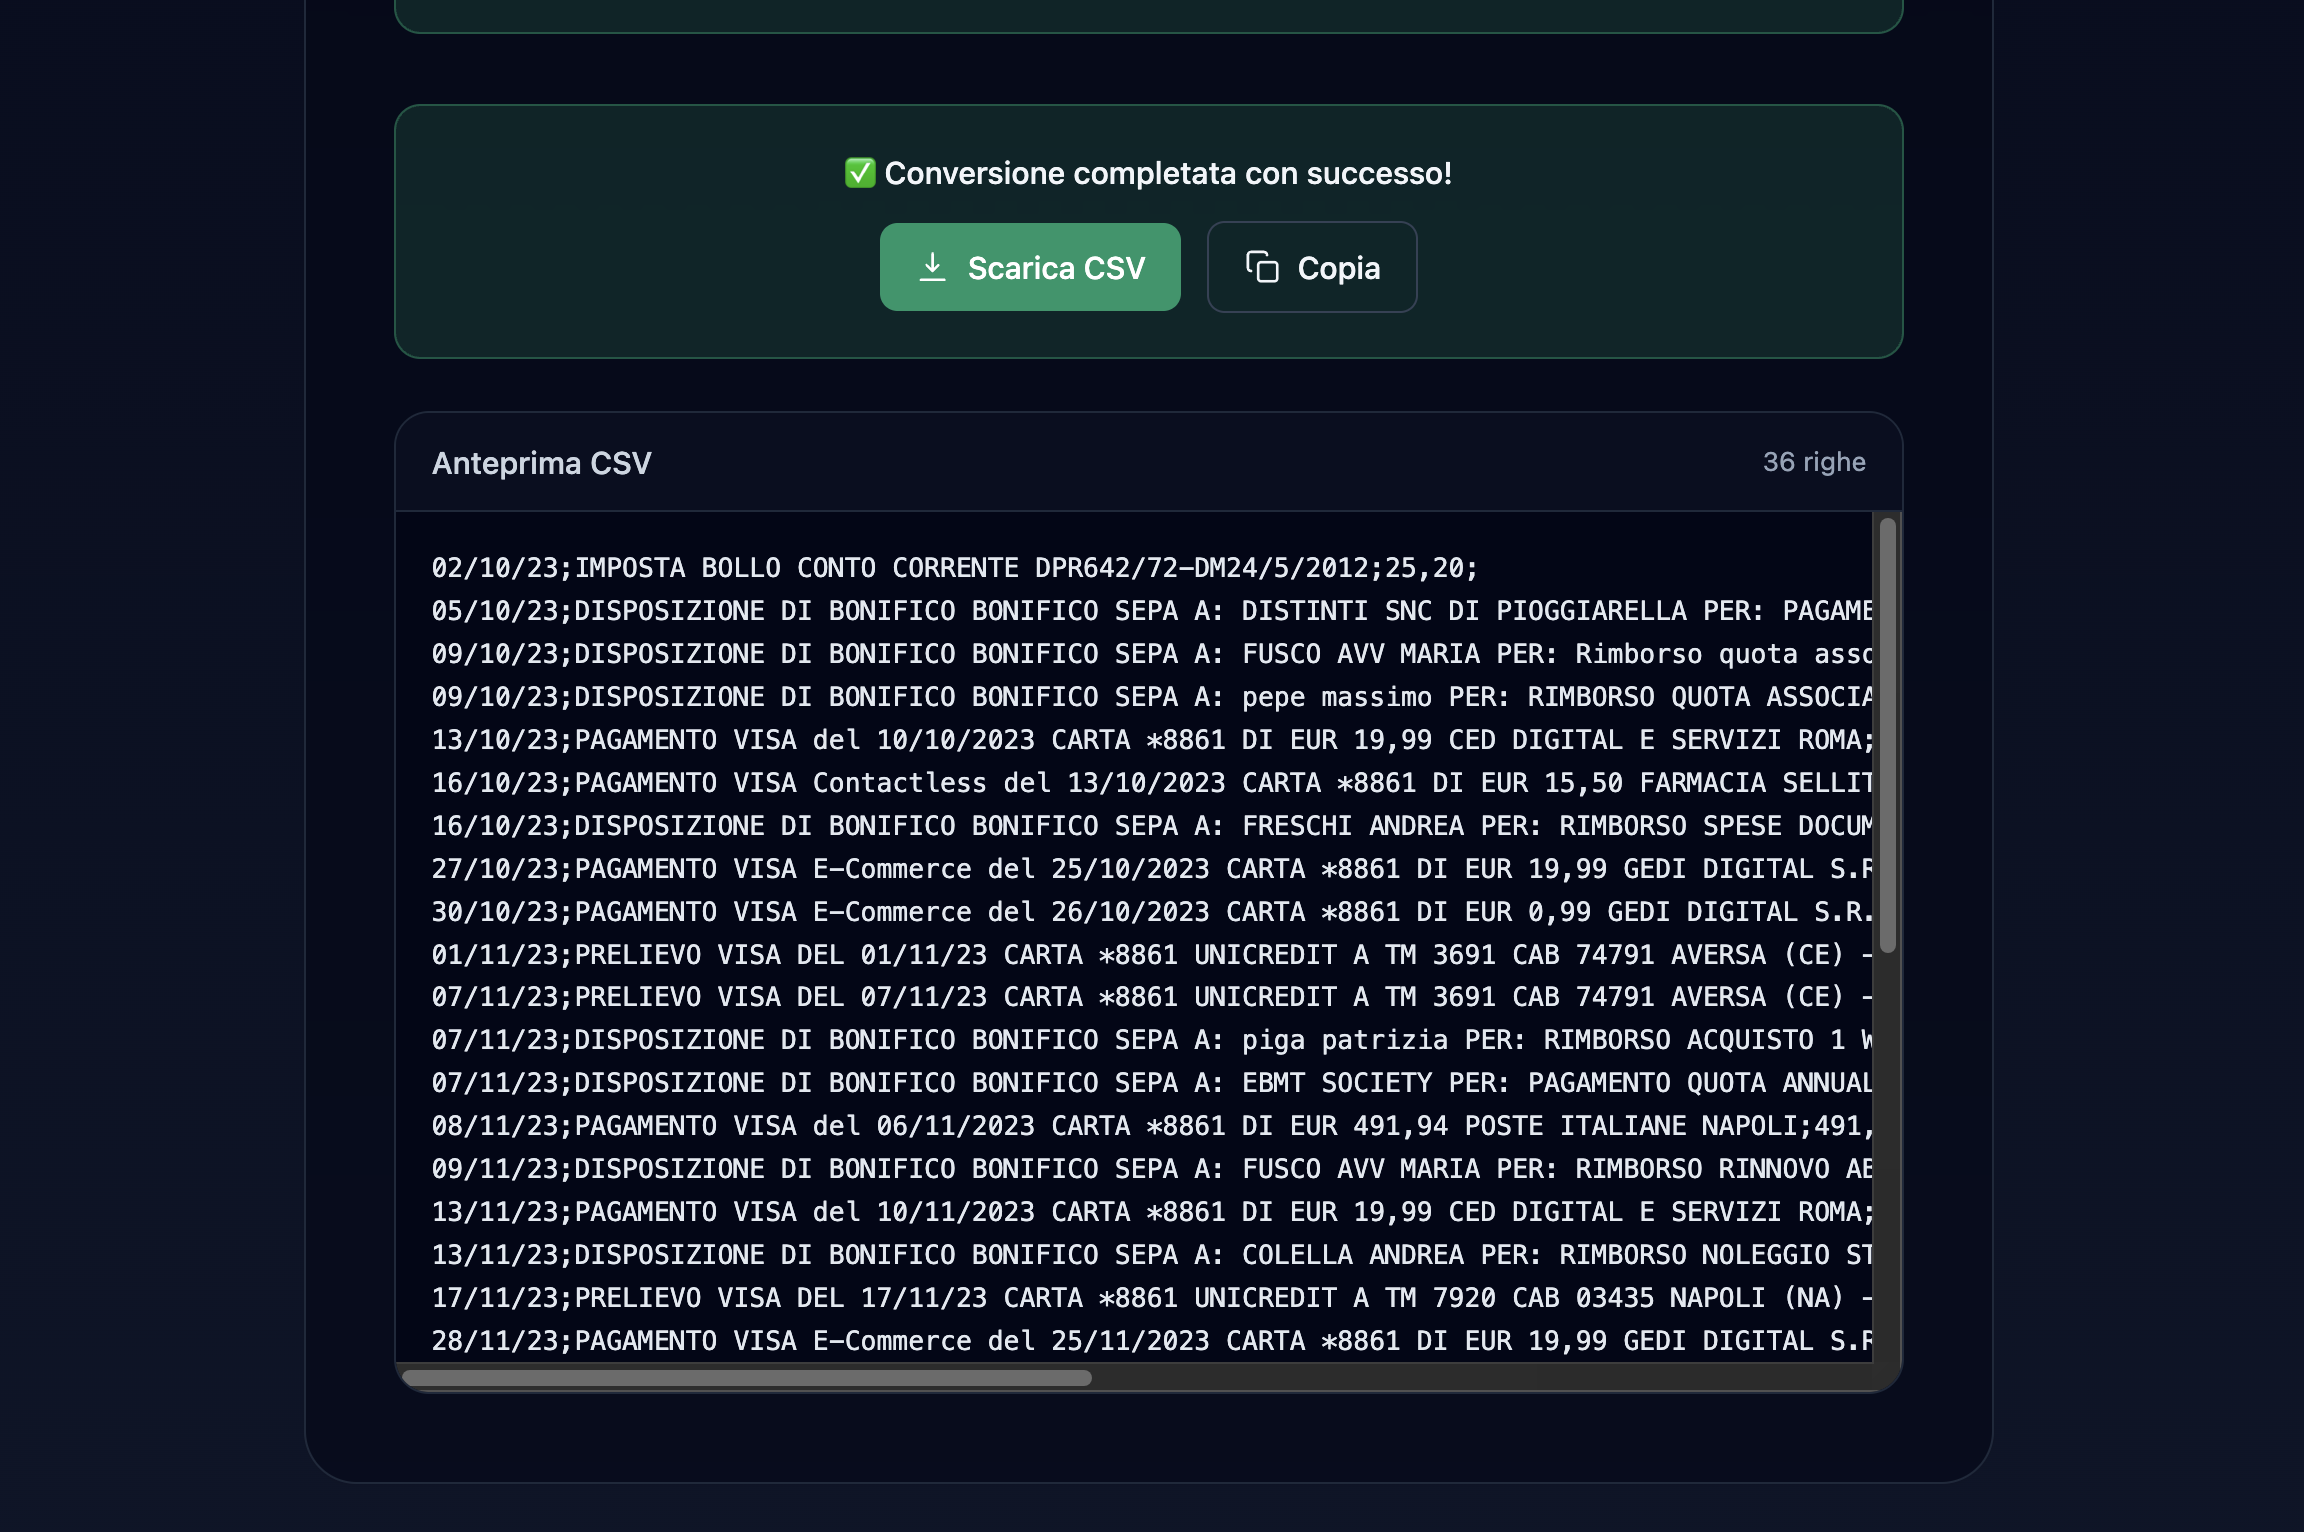 ✅ Conversione completata con successo!
Scarica CSV
Copia
Anteprima CSV
36 righe
02/10/23;IMPOSTA BOLLO CONTO CORRENTE DPR642/72-DM24/5/2012;25,20;
05/10/23;DISPOSIZIONE DI BONIFICO BONIFICO SEPA A: DISTINTI SNC DI PIOGGIARELLA PER: PAGAME
09/10/23;DISPOSIZIONE DI BONIFICO BONIFICO SEPA A: FUSCO AVV MARIA PER: Rimborso quota asso
09/10/23;DISPOSIZIONE DI BONIFICO BONIFICO SEPA A: pepe massimo PER: RIMBORSO QUOTA ASSOCIA
13/10/23;PAGAMENTO VISA del 10/10/2023 CARTA *8861 DI EUR 19,99 CED DIGITAL E SERVIZI ROMA;
16/10/23;PAGAMENTO VISA Contactless del 13/10/2023 CARTA *8861 DI EUR 15,50 FARMACIA SELLIT
16/10/23;DISPOSIZIONE DI BONIFICO BONIFICO SEPA A: FRESCHI ANDREA PER: RIMBORSO SPESE DOCUM
27/10/23;PAGAMENTO VISA E-Commerce del 25/10/2023 CARTA *8861 DI EUR 19,99 GEDI DIGITAL S.R
30/10/23;PAGAMENTO VISA E-Commerce del 26/10/2023 CARTA *8861 DI EUR 0,99 GEDI DIGITAL S.R.
01/11/23;PRELIEVO VISA DEL 01/11/23 CARTA *8861 UNICREDIT A TM 3691 CAB 74791 AVERSA (CE) -
07/11/23;PRELIEVO VISA DEL 07/11/23 CARTA *8861 UNICREDIT A TM 3691 CAB 74791 AVERSA (CE) -
07/11/23;DISPOSIZIONE DI BONIFICO BONIFICO SEPA A: piga patrizia PER: RIMBORSO ACQUISTO 1 W
07/11/23;DISPOSIZIONE DI BONIFICO BONIFICO SEPA A: EBMT SOCIETY PER: PAGAMENTO QUOTA ANNUAL
08/11/23;PAGAMENTO VISA del 06/11/2023 CARTA *8861 DI EUR 491,94 POSTE ITALIANE NAPOLI;491,
09/11/23;DISPOSIZIONE DI BONIFICO BONIFICO SEPA A: FUSCO AVV MARIA PER: RIMBORSO RINNOVO AB
13/11/23;PAGAMENTO VISA del 10/11/2023 CARTA *8861 DI EUR 19,99 CED DIGITAL E SERVIZI ROMA;
13/11/23;DISPOSIZIONE DI BONIFICO BONIFICO SEPA A: COLELLA ANDREA PER: RIMBORSO NOLEGGIO ST
17/11/23;PRELIEVO VISA DEL 17/11/23 CARTA *8861 UNICREDIT A TM 7920 CAB 03435 NAPOLI (NA) -
28/11/23;PAGAMENTO VISA E-Commerce del 25/11/2023 CARTA *8861 DI EUR 19,99 GEDI DIGITAL S.R